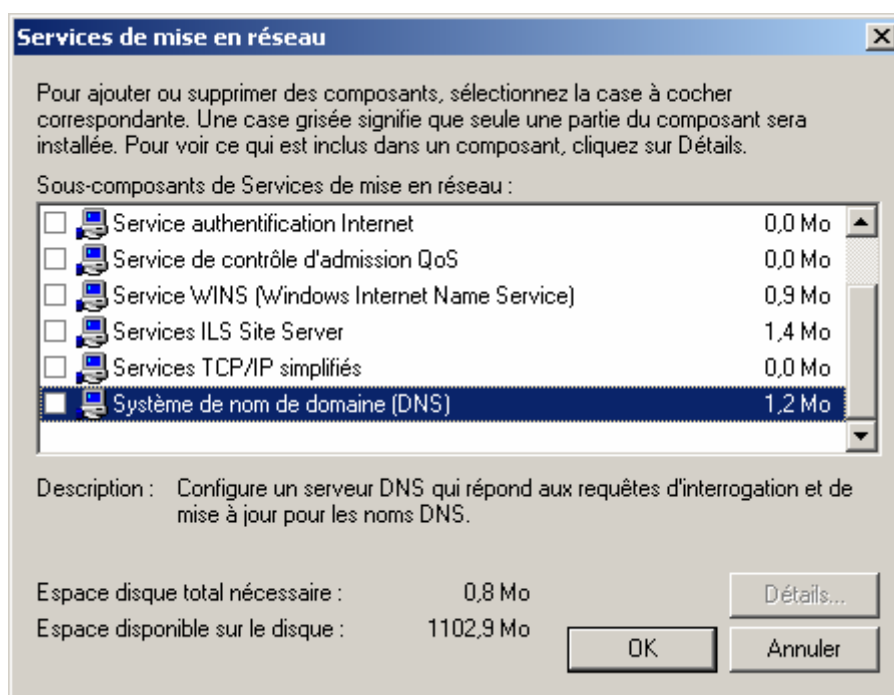 Services de mise en réseau
Pour ajouter ou supprimer des composants, sélectionnez la case à cocher
correspondante. Une case grisée signifie que seule une partie du composant sera
installée. Pour voir ce qui est inclus dans un composant, cliquez sur Détails.
Sous-composants de Services de mise en réseau :
Service authentification Internet 0,0 Mo
Service de contrôle d'admission QoS 0,0 Mo
Service WINS (Windows Internet Name Service) 0,9 Mo
Services ILS Site Server 1,4 Mo
Services TCP/IP simplifiés 0,0 Mo
Système de nom de domaine (DNS) 1,2 Mo
Description : Configure un serveur DNS qui répond aux requêtes d'interrogation et de
mise à jour pour les noms DNS.
Espace disque total nécessaire : 0,8 Mo Détails...
Espace disponible sur le disque : 1102,9 Mo
OK Annuler